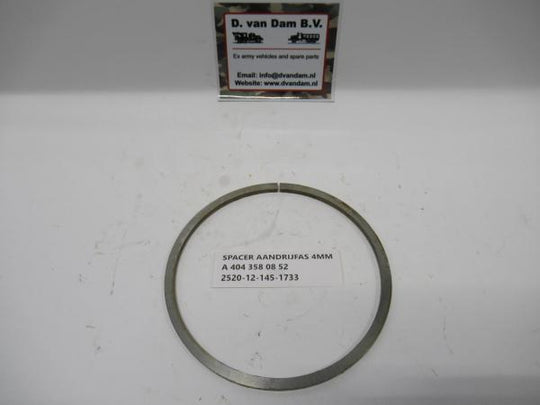 D. van Dam B.V.
Ex army vehicles and spare parts
Email: info@dvandam.nl
Website: www.dvandam.nl
SPACER AANDRIJFAS 4MM
A 404 358 08 52
2520-12-145-1733